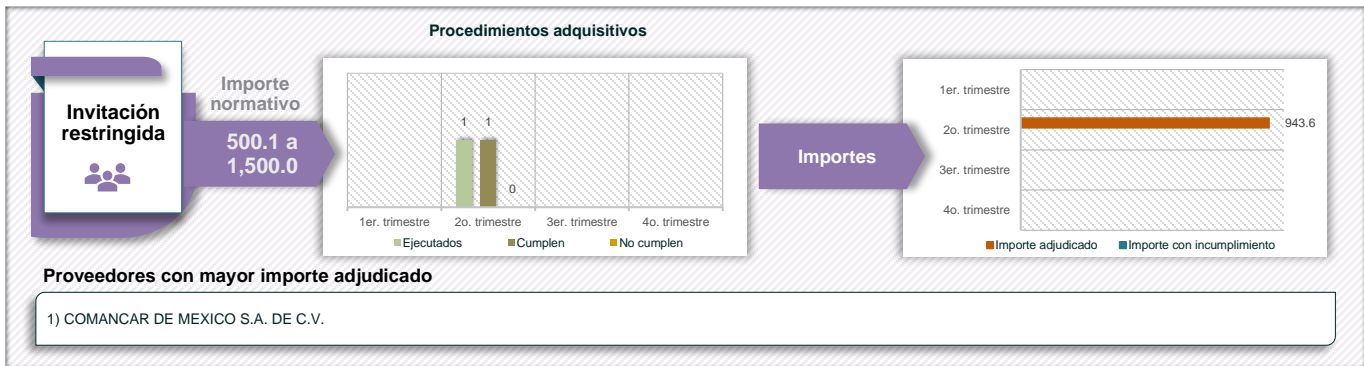 Procedimientos adquisitivos
Invitación
restringida
Importe
normativo
500.1 a
1,500.0
1
1
0
1er. trimestre
2o. trimestre
3er. trimestre
4o. trimestre
Ejecutados
Cumplen
No cumplen
Importes
1er. trimestre
2o. trimestre
3er. trimestre
4o. trimestre
943.6
Importe adjudicado
Importe con incumplimiento
Proveedores con mayor importe adjudicado
1) COMANCAR DE MEXICO S.A. DE C.V.